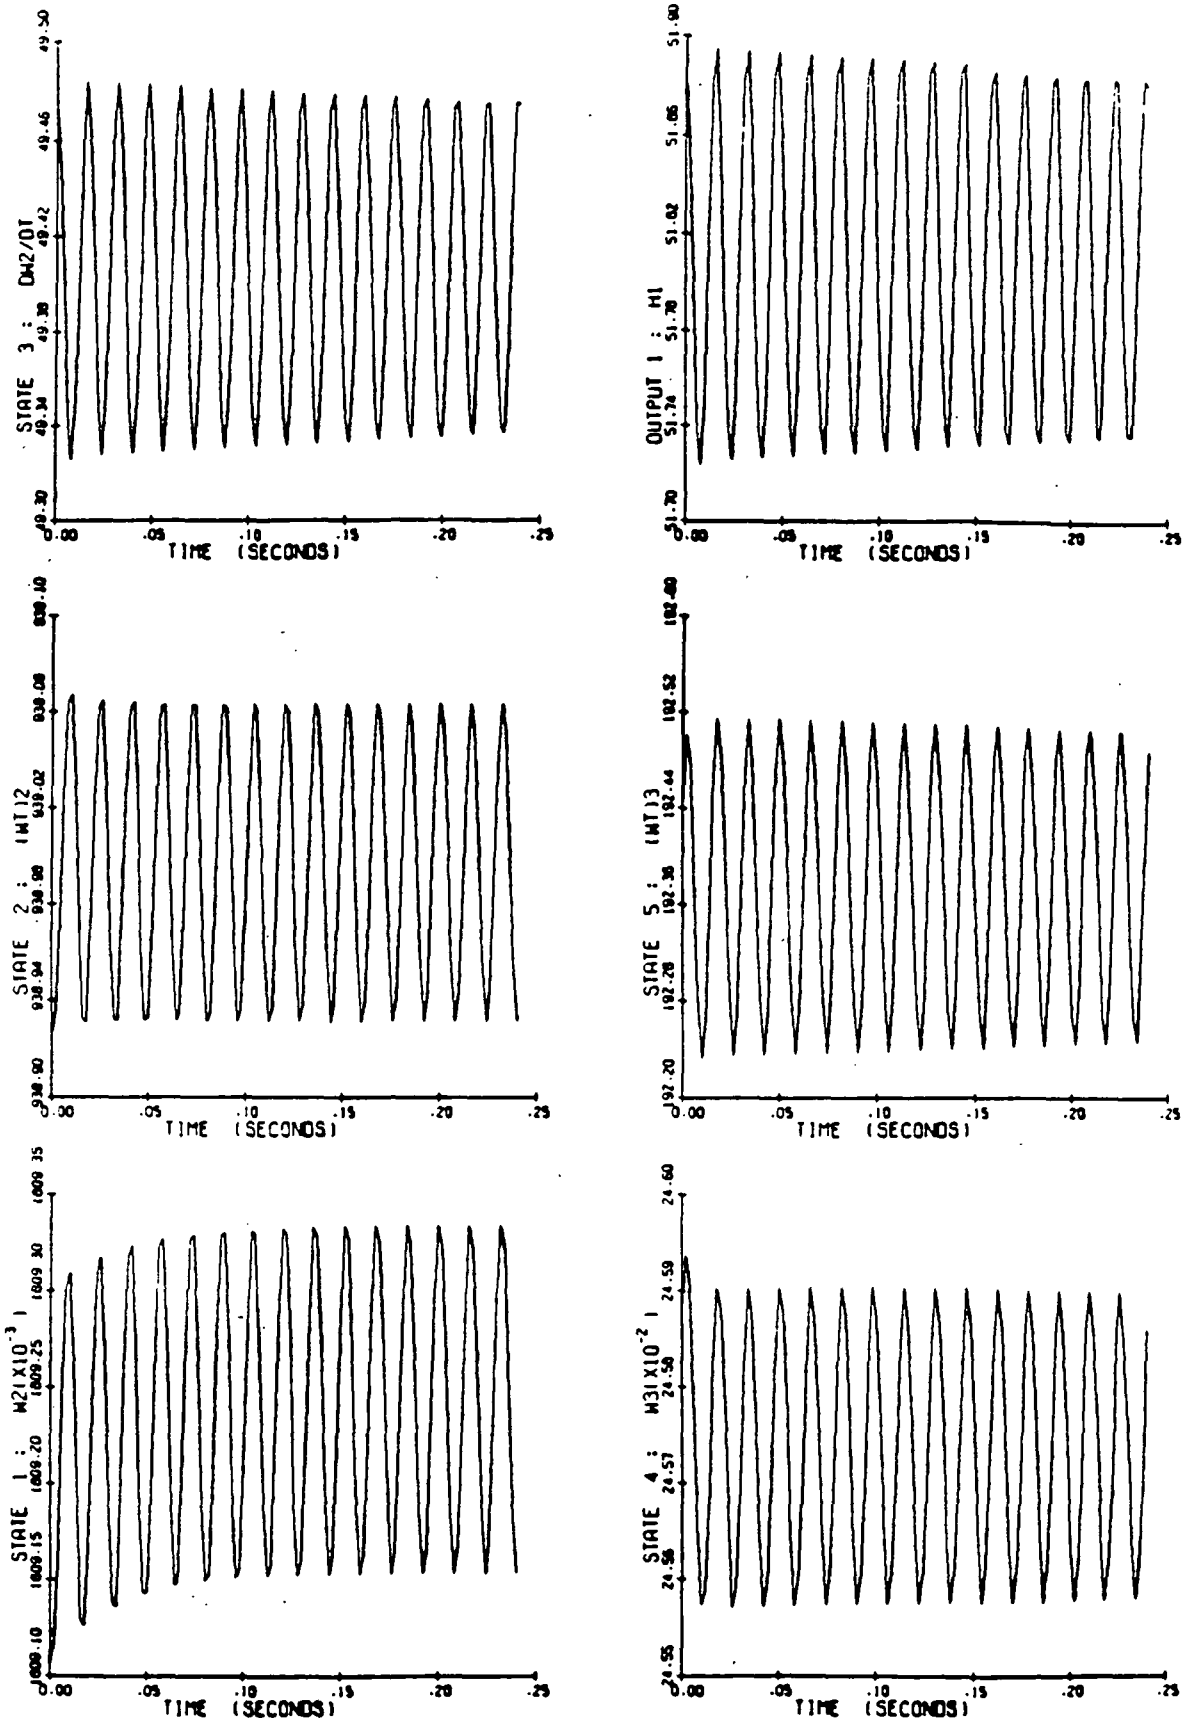 STATE 3 : DW2/DT
49.50
49.46
49.42
49.38
49.34
49.30
0.00 .05 .10 .15 .20 .25
TIME (SECONDS)
OUTPUT 1 : M1
51.90
51.86
51.82
51.78
51.74
51.70
0.00 .05 .10 .15 .20 .25
TIME (SECONDS)
STATE 2 : (WT)2
939.10
939.06
939.02
938.98
938.94
938.90
0.00 .05 .10 .15 .20 .25
TIME (SECONDS)
STATE 5 : (WT)3
192.60
192.52
192.44
192.36
192.28
192.20
0.00 .05 .10 .15 .20 .25
TIME (SECONDS)
STATE 1 : W2(X10-3 )
1809.35
1809.30
1809.25
1809.20
1809.15
1809.10
0.00 .05 .10 .15 .20 .25
TIME (SECONDS)
STATE 4 : W3(X10-2 )
24.60
24.59
24.58
24.57
24.56
24.55
0.00 .05 .10 .15 .20 .25
TIME (SECONDS)